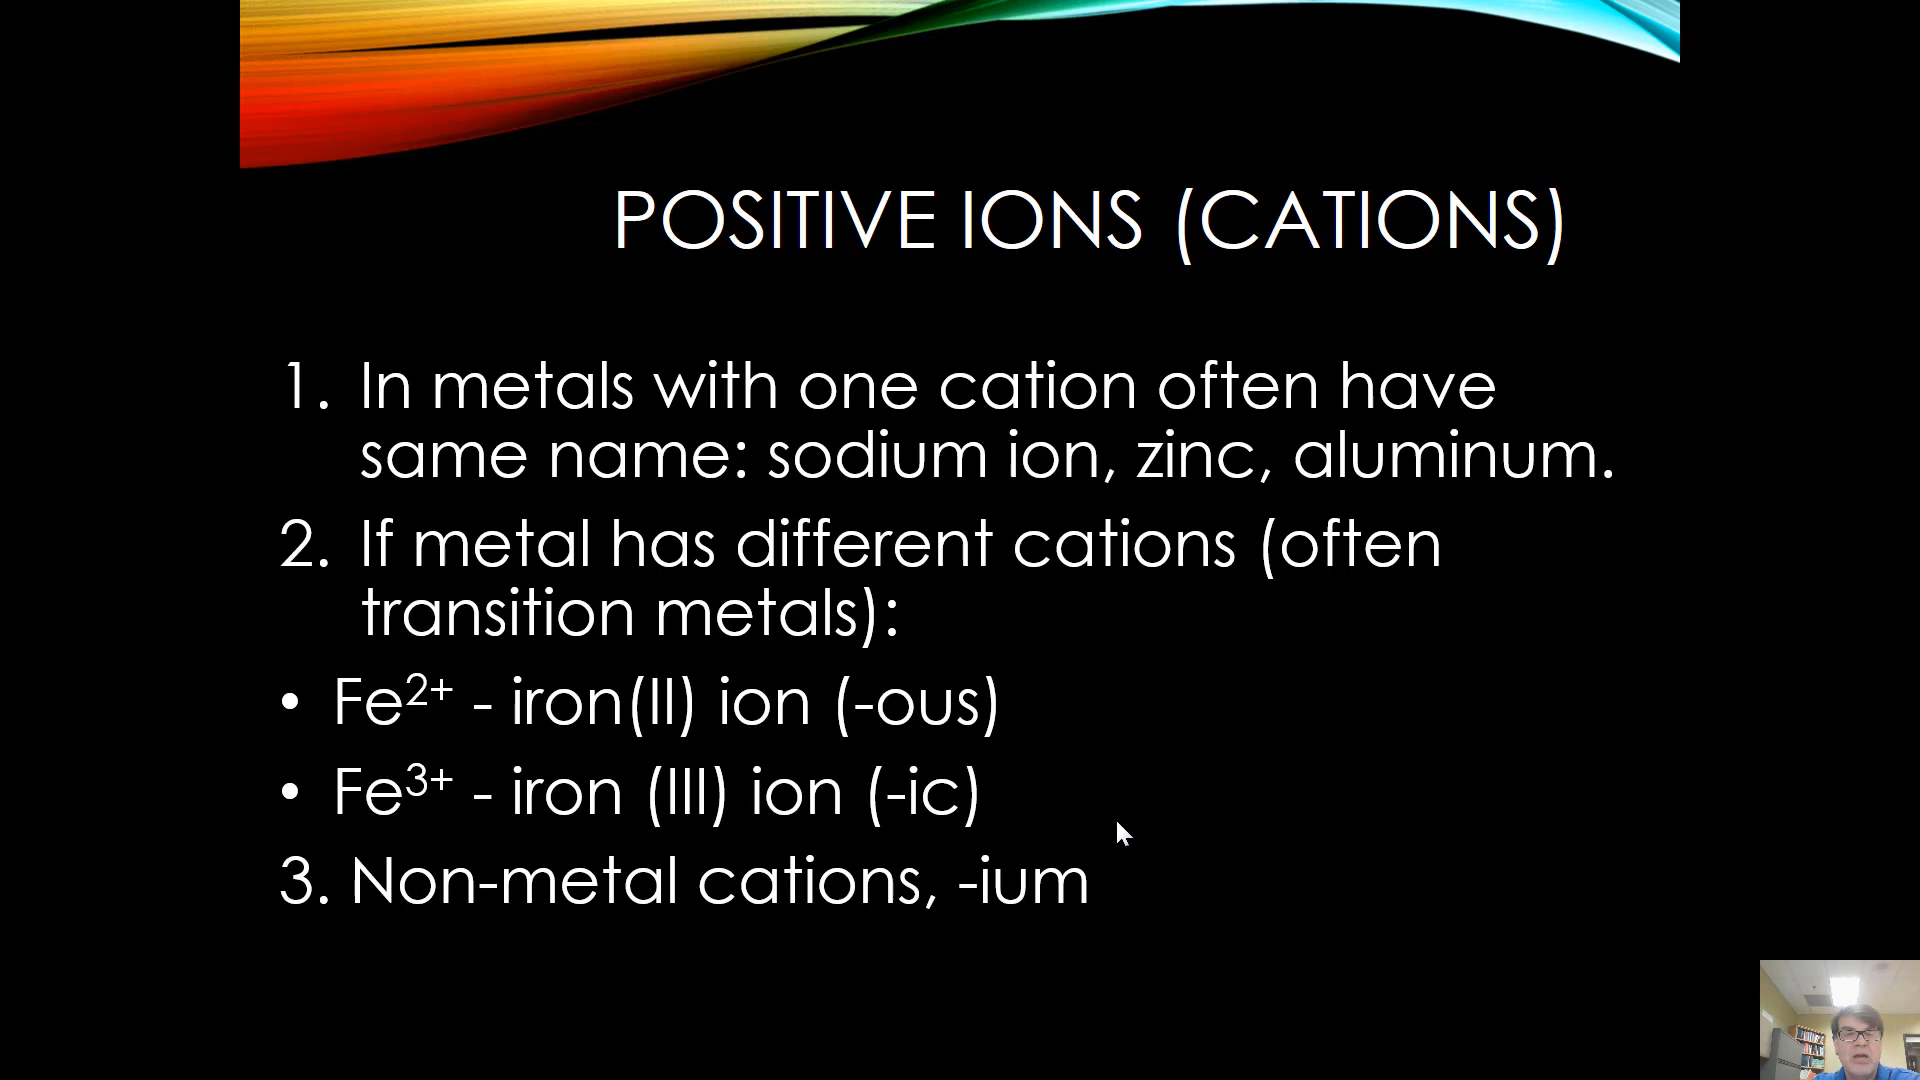 POSITIVE IONS (CATIONS)
1. In metals with one cation often have
same name: sodium ion, zinc, aluminum.
2. If metal has different cations (often
transition metals):
• Fe²⁺ - iron(II) ion (-ous)
• Fe³⁺ - iron (III) ion (-ic)
3. Non-metal cations, -ium